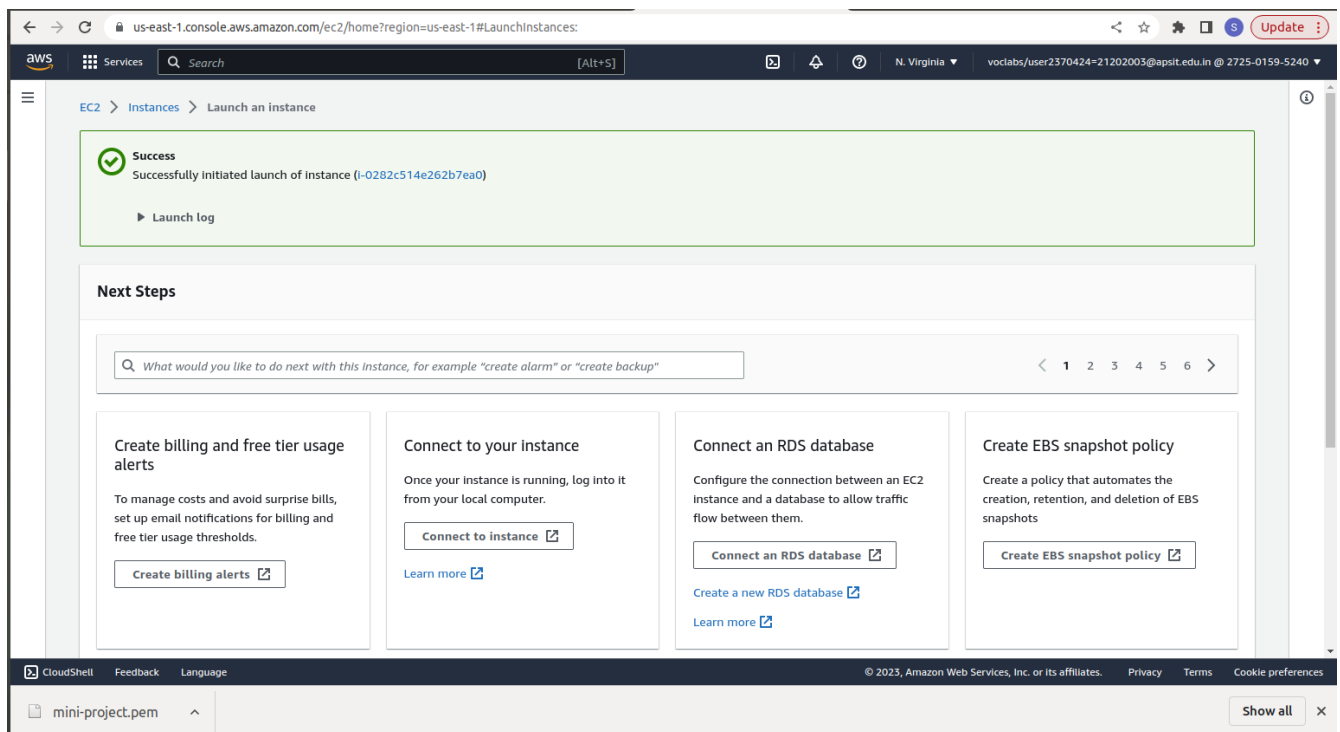 us-east-1.console.aws.amazon.com/ec2/home?region=us-east-1#LaunchInstances:
S
Update
aws
Services
Search
[Alt+S]
N. Virginia
voclabs/user2370424=21202003@apsit.edu.in @ 2725-0159-5240
EC2 > Instances > Launch an instance
Success
Successfully initiated launch of instance (i-0282c514e262b7ea0)
Launch log
Next Steps
What would you like to do next with this instance, for example "create alarm" or "create backup"
< 1 2 3 4 5 6 >
Create billing and free tier usage
alerts
To manage costs and avoid surprise bills,
set up email notifications for billing and
free tier usage thresholds.
Create billing alerts
Connect to your instance
Once your instance is running, log into it
from your local computer.
Connect to instance
Learn more
Connect an RDS database
Configure the connection between an EC2
instance and a database to allow traffic
flow between them.
Connect an RDS database
Create a new RDS database
Learn more
Create EBS snapshot policy
Create a policy that automates the
creation, retention, and deletion of EBS
snapshots
Create EBS snapshot policy
CloudShell
Feedback
Language
© 2023, Amazon Web Services, Inc. or its affiliates.
Privacy
Terms
Cookie preferences
mini-project.pem
Show all